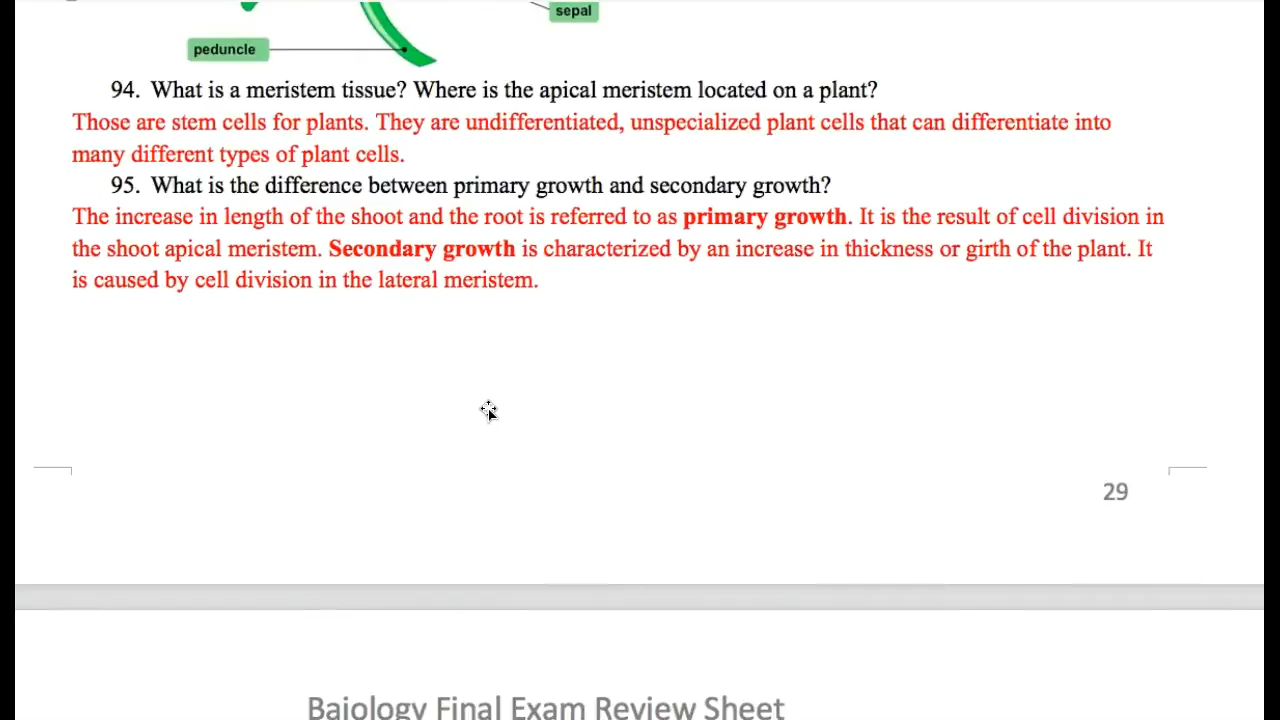 sepal
peduncle
94. What is a meristem tissue? Where is the apical meristem located on a plant?
Those are stem cells for plants. They are undifferentiated, unspecialized plant cells that can differentiate into
many different types of plant cells.
95. What is the difference between primary growth and secondary growth?
The increase in length of the shoot and the root is referred to as primary growth. It is the result of cell division in
the shoot apical meristem. Secondary growth is characterized by an increase in thickness or girth of the plant. It
is caused by cell division in the lateral meristem.
29
Baiology Final Exam Review Sheet